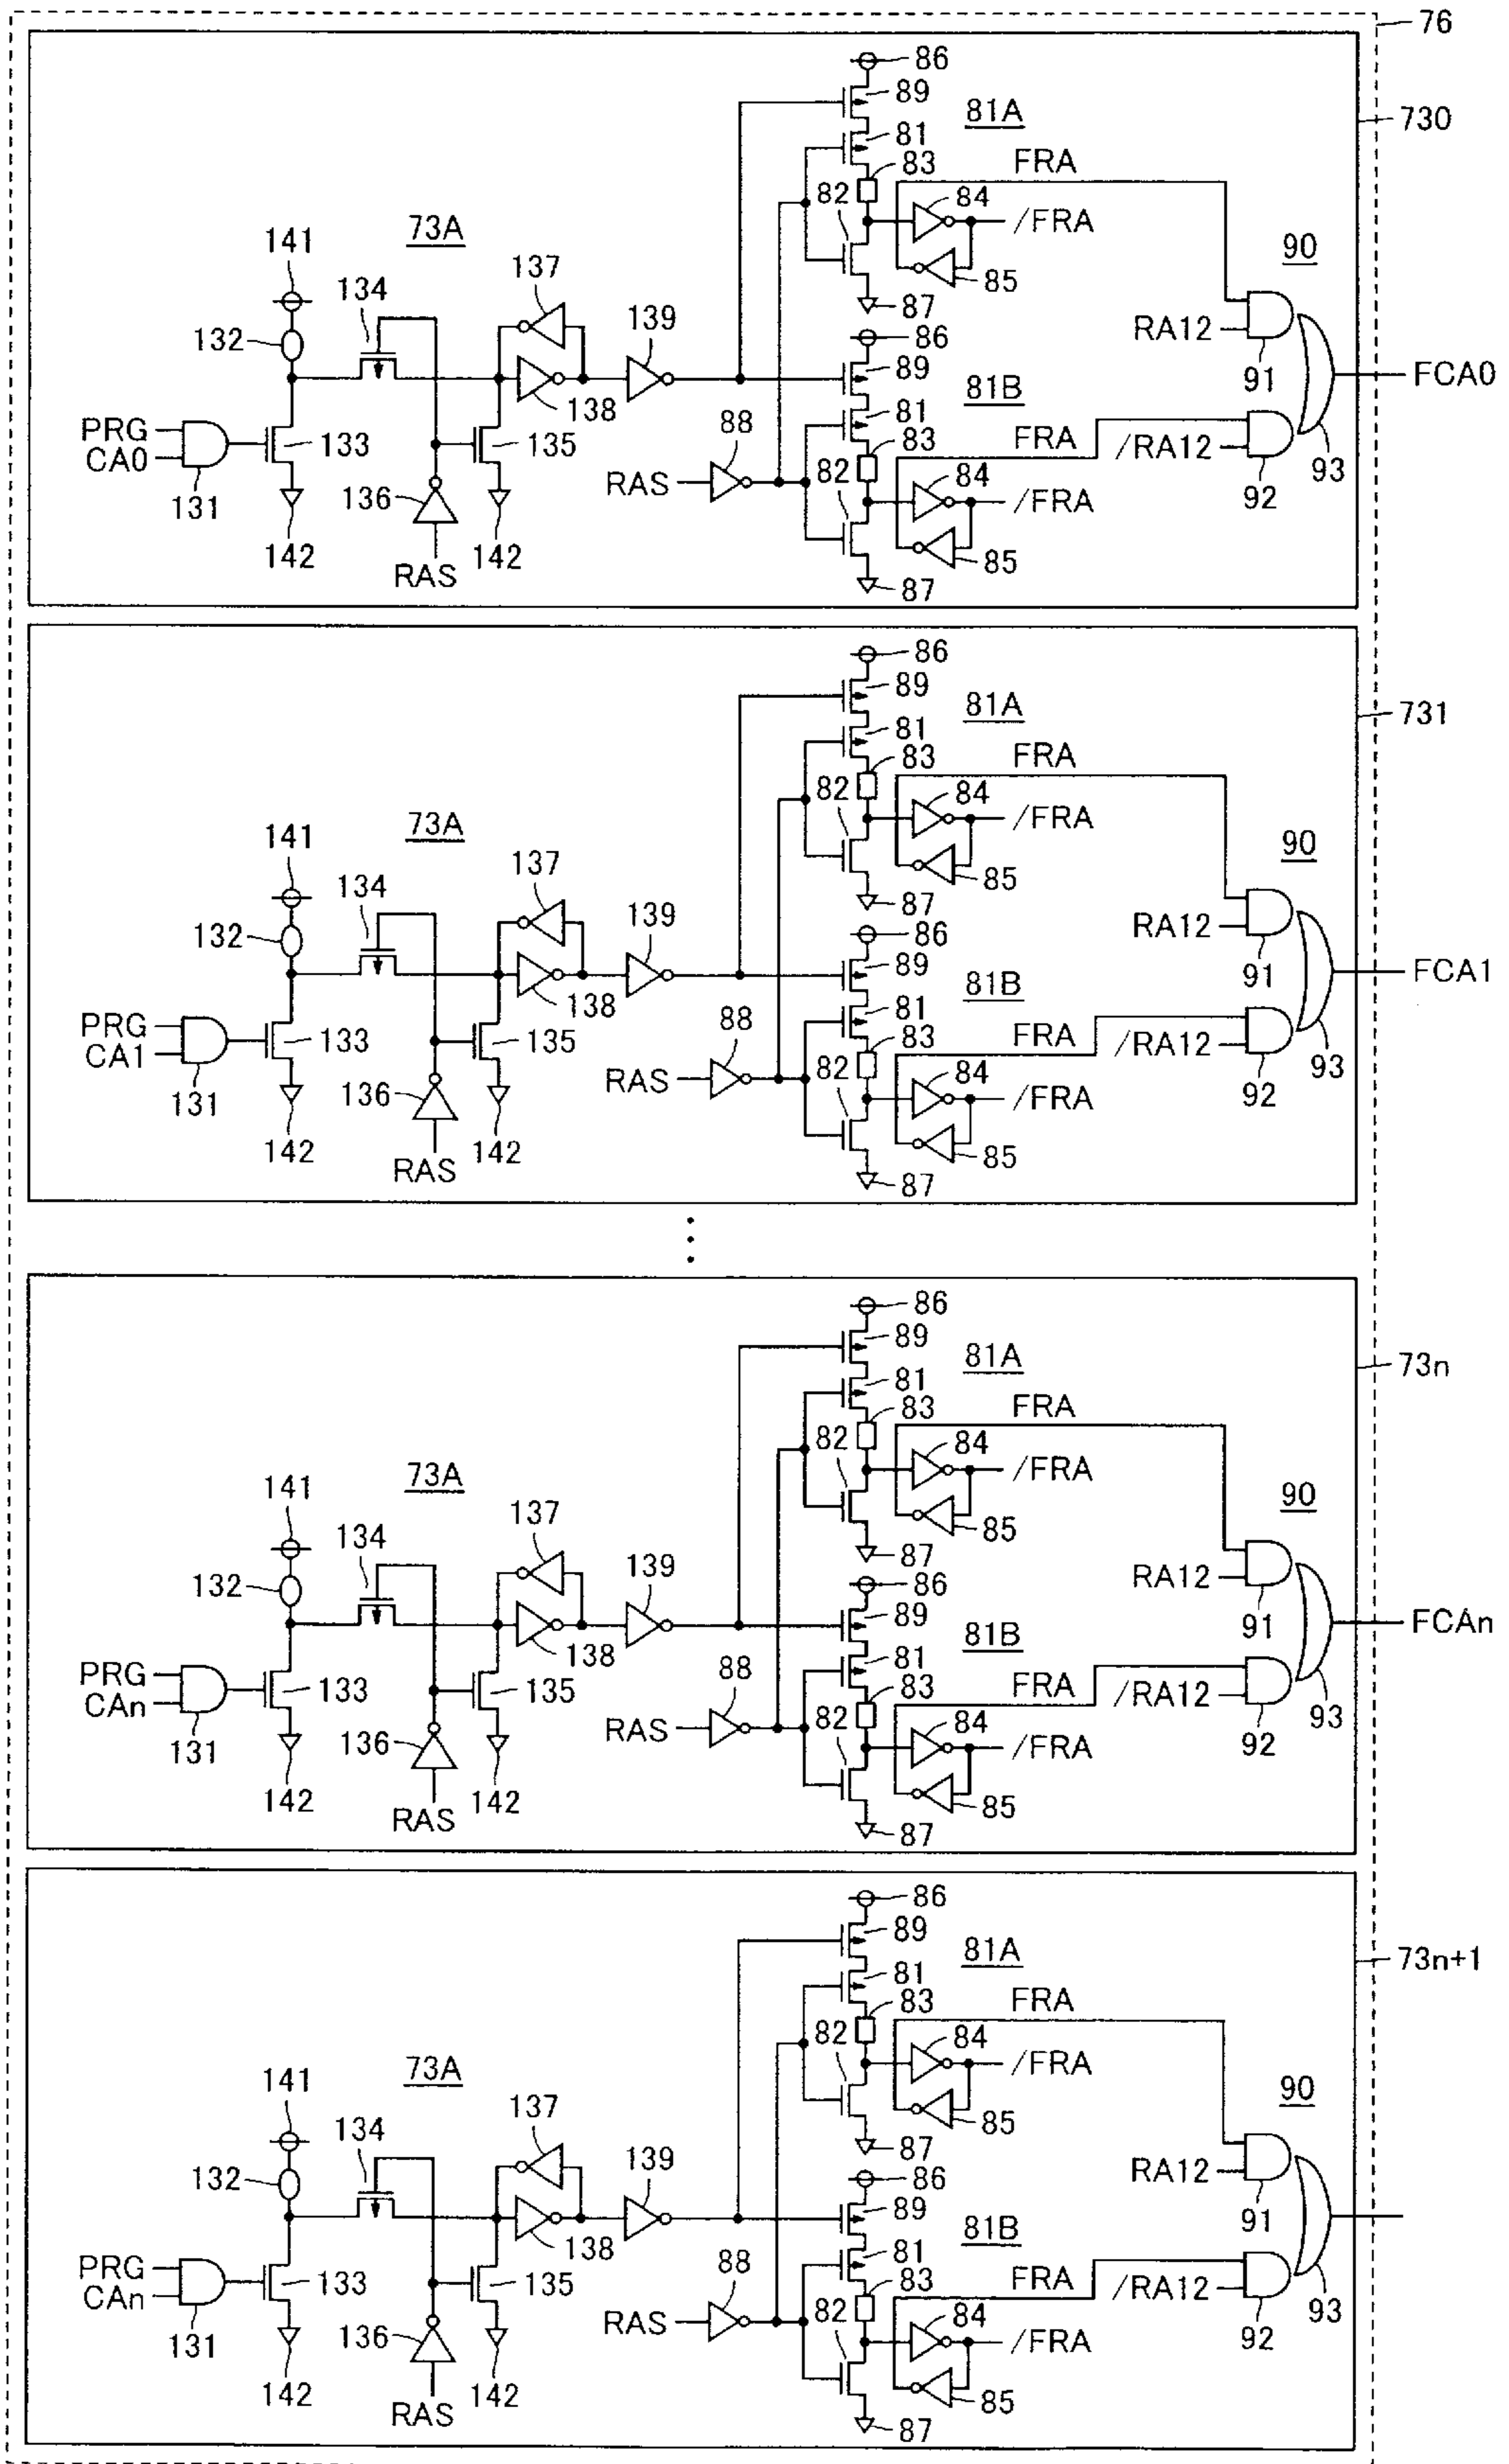 76
730
86
89
81A
81
83
FRA
82
84
/FRA
73A
141
90
137
134
85
139
87
RA12
132
86
89
91
FCA0
138
81B
81
PRG
88
83
FRA
CA0
133
135
82
84
/RA12
93
RAS
/FRA
131
136
92
142
142
85
RAS
87
86
89
81A
731
81
83
FRA
82
84
/FRA
73A
141
90
137
134
85
139
87
RA12
132
86
89
91
FCA1
138
81B
81
PRG
88
83
FRA
CA1
133
135
82
84
/RA12
93
RAS
/FRA
131
136
92
142
142
85
RAS
87
86
89
81A
73n
81
83
FRA
82
84
/FRA
73A
141
90
137
134
85
139
87
RA12
132
86
89
91
FCAn
138
81B
81
PRG
88
83
FRA
CAn
133
135
82
84
/RA12
93
RAS
/FRA
131
136
92
142
142
85
RAS
87
86
89
81A
73n+1
81
83
FRA
82
84
/FRA
73A
141
90
137
134
85
139
87
RA12
132
86
89
91
138
81B
81
PRG
88
83
FRA
CAn
133
135
82
84
/RA12
93
RAS
/FRA
131
136
92
142
142
85
RAS
87